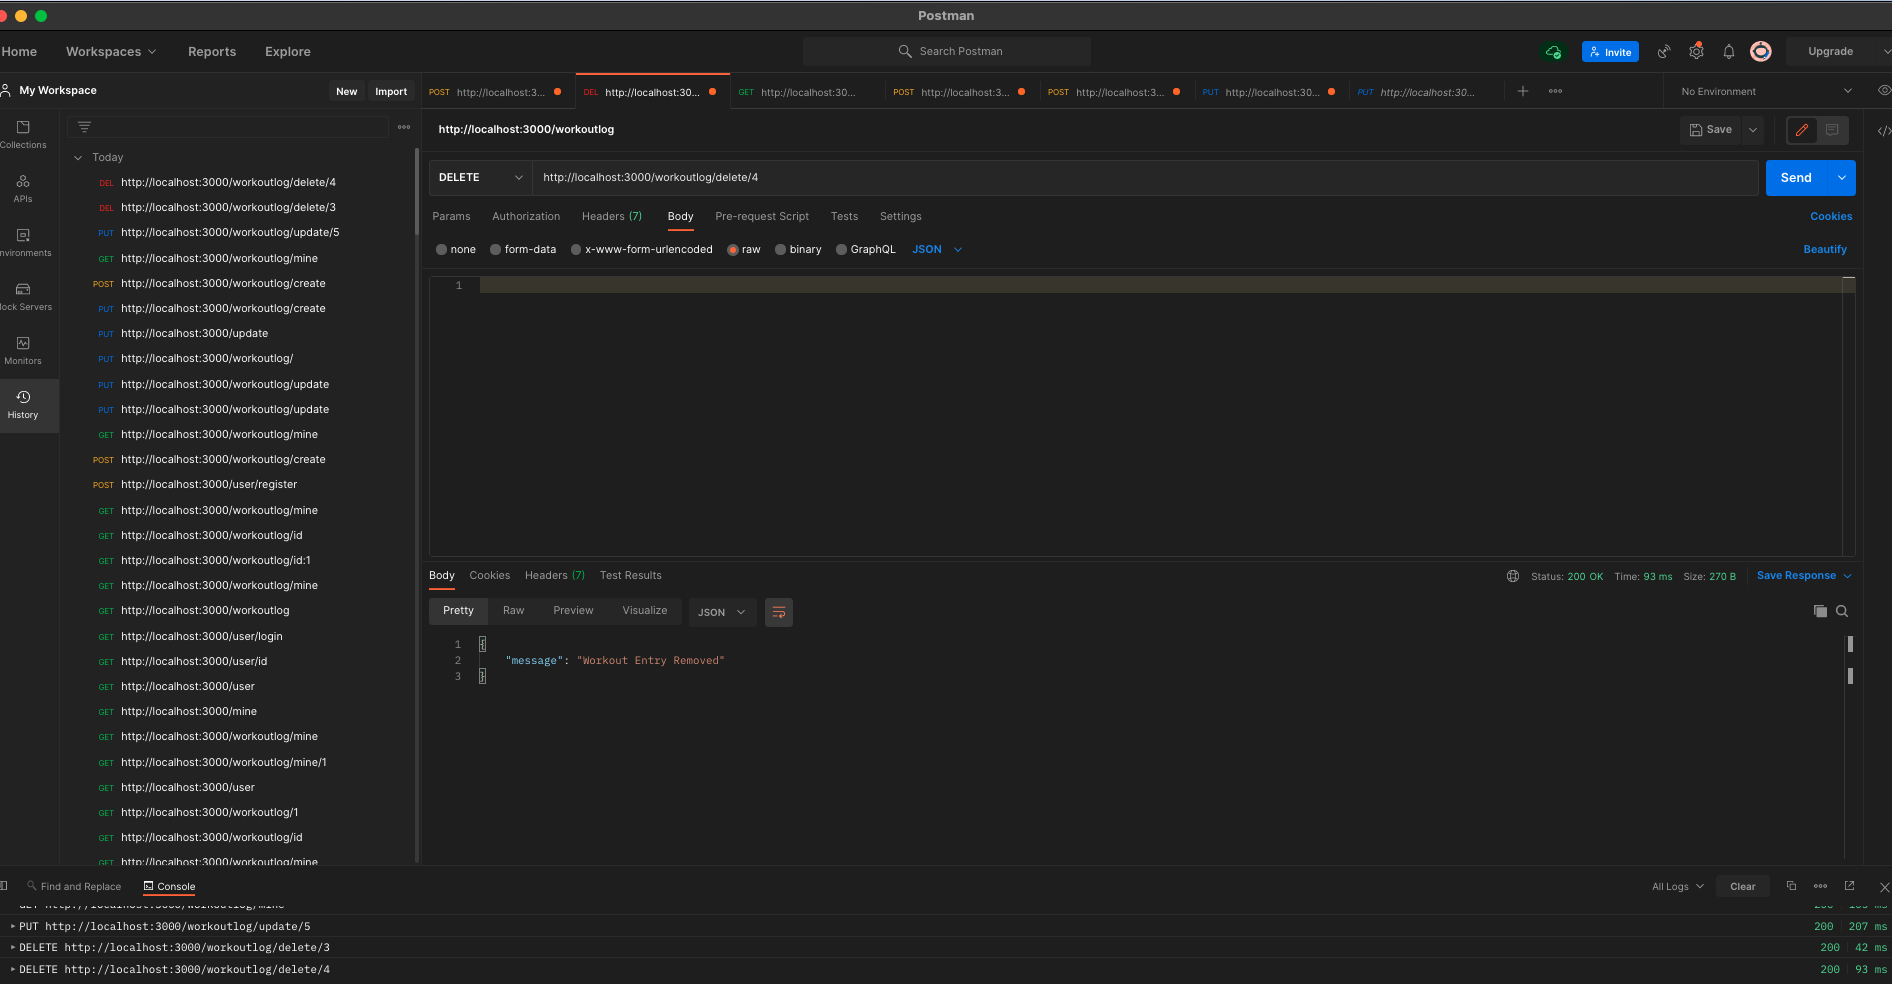 Postman
Home Workspaces Reports Explore Search Postman Invite Upgrade
My Workspace New Import
POST http://localhost:3... DEL http://localhost:30... GET http://localhost:30... POST http://localhost:3... POST http://localhost:3... PUT http://localhost:30... PUT http://localhost:30... No Environment
http://localhost:3000/workoutlog Save
DELETE http://localhost:3000/workoutlog/delete/4 Send
Params Authorization Headers (7) Body Pre-request Script Tests Settings Cookies
none form-data x-www-form-urlencoded raw binary GraphQL JSON Beautify
1
Collections
APIs
nvironments
lock Servers
Monitors
History
Today
DEL http://localhost:3000/workoutlog/delete/4
DEL http://localhost:3000/workoutlog/delete/3
PUT http://localhost:3000/workoutlog/update/5
GET http://localhost:3000/workoutlog/mine
POST http://localhost:3000/workoutlog/create
PUT http://localhost:3000/workoutlog/create
PUT http://localhost:3000/update
PUT http://localhost:3000/workoutlog/
PUT http://localhost:3000/workoutlog/update
PUT http://localhost:3000/workoutlog/update
GET http://localhost:3000/workoutlog/mine
POST http://localhost:3000/workoutlog/create
POST http://localhost:3000/user/register
GET http://localhost:3000/workoutlog/mine
GET http://localhost:3000/workoutlog/id
GET http://localhost:3000/workoutlog/id:1
GET http://localhost:3000/workoutlog/mine
GET http://localhost:3000/workoutlog
GET http://localhost:3000/user/login
GET http://localhost:3000/user/id
GET http://localhost:3000/user
GET http://localhost:3000/mine
GET http://localhost:3000/workoutlog/mine
GET http://localhost:3000/workoutlog/mine/1
GET http://localhost:3000/user
GET http://localhost:3000/workoutlog/1
GET http://localhost:3000/workoutlog/id
GET http://localhost:3000/workoutlog/mine
Body Cookies Headers (7) Test Results Status: 200 OK Time: 93 ms Size: 270 B Save Response
Pretty Raw Preview Visualize JSON
1 {
2 "message": "Workout Entry Removed"
3 }
Find and Replace Console All Logs Clear
GET http://localhost:3000/workoutlog/mine
PUT http://localhost:3000/workoutlog/update/5 200 207 ms
DELETE http://localhost:3000/workoutlog/delete/3 200 42 ms
DELETE http://localhost:3000/workoutlog/delete/4 200 93 ms